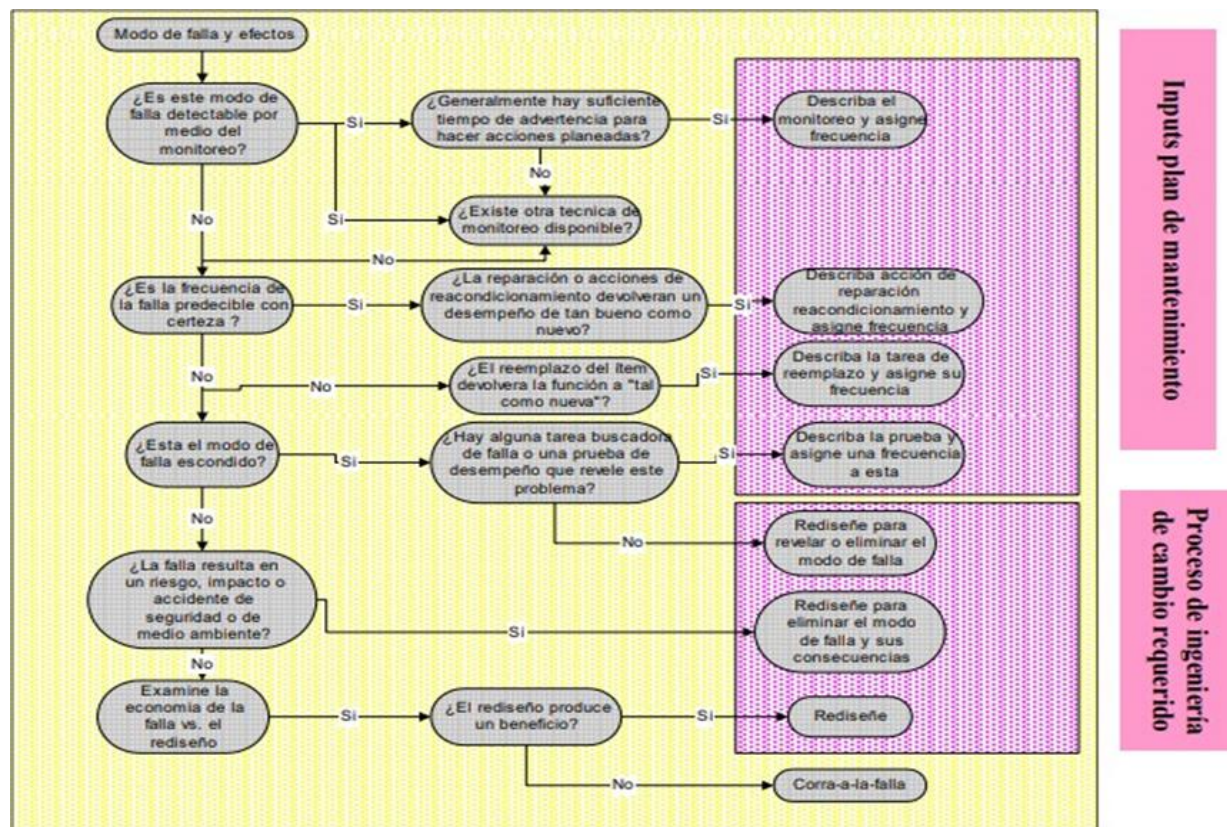 Modo de falla y efectos
¿Es este modo de
falla detectable por
medio del
monitoreo?
Si
¿Generalmente hay suficiente
tiempo de advertencia para
hacer acciones planeadas?
Si
Describa el
monitoreo y asigne
frecuencia
No
No
Si
¿Existe otra tecnica de
monitoreo disponible?
No
¿Es la frecuencia de
la falla predecible con
certeza ?
Si
¿La reparación o acciones de
reacondicionamiento devolveran un
desempeño de tan bueno como
nuevo?
Si
Describa acción de
reparación
reacondicionamiento y
asigne frecuencia
No
No
¿El reemplazo del ítem
devolvera la función a "tal
como nueva"?
Si
Describa la tarea de
reemplazo y asigne su
frecuencia
¿Esta el modo de
falla escondido?
Si
¿Hay alguna tarea buscadora
de falla o una prueba de
desempeño que revele este
problema?
Si
Describa la prueba y
asigne una frecuencia
a esta
No
No
Rediseñe para
revelar o eliminar el
modo de falla
¿La falla resulta en
un riesgo, impacto o
accidente de
seguridad o de
medio ambiente?
Si
Rediseñe para
eliminar el modo
de falla y sus
consecuencias
No
Examine la
economia de la
falla vs. el
rediseño
Si
¿El rediseño produce
un beneficio?
Si
Rediseñe
No
Corra-a-la-falla
Inputs plan de mantenimiento
Proceso de ingeniería
de cambio requerido